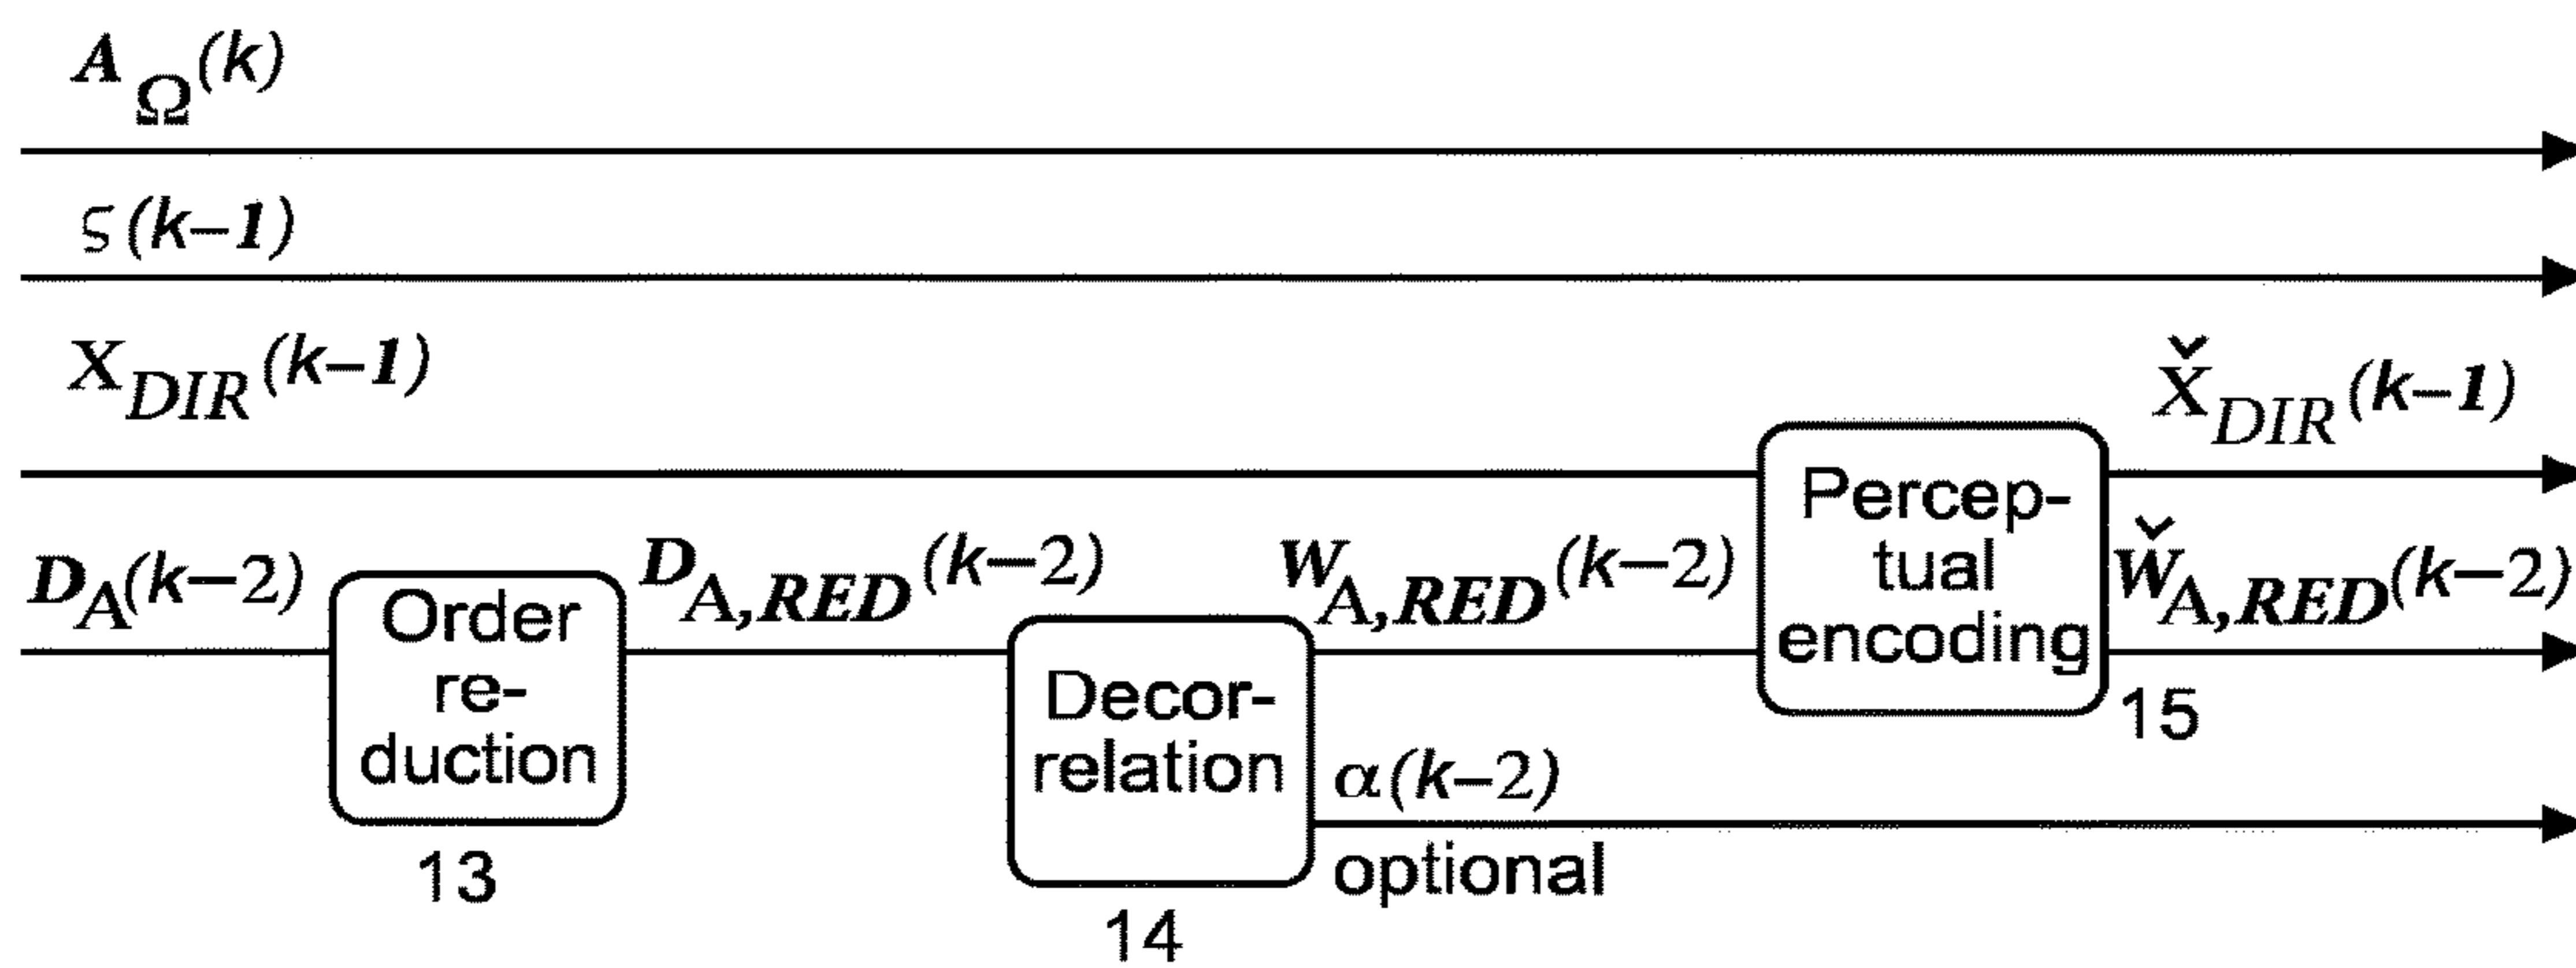 A_Ω(k)
ς(k–1)
X_DIR(k–1)
X̌_DIR(k–1)
D_A(k–2)
Order
re-
duction
13
D_A,RED(k–2)
Decor-
relation
14
W_A,RED(k–2)
α(k–2)
optional
Percep-
tual
encoding
15
W̌_A,RED(k–2)